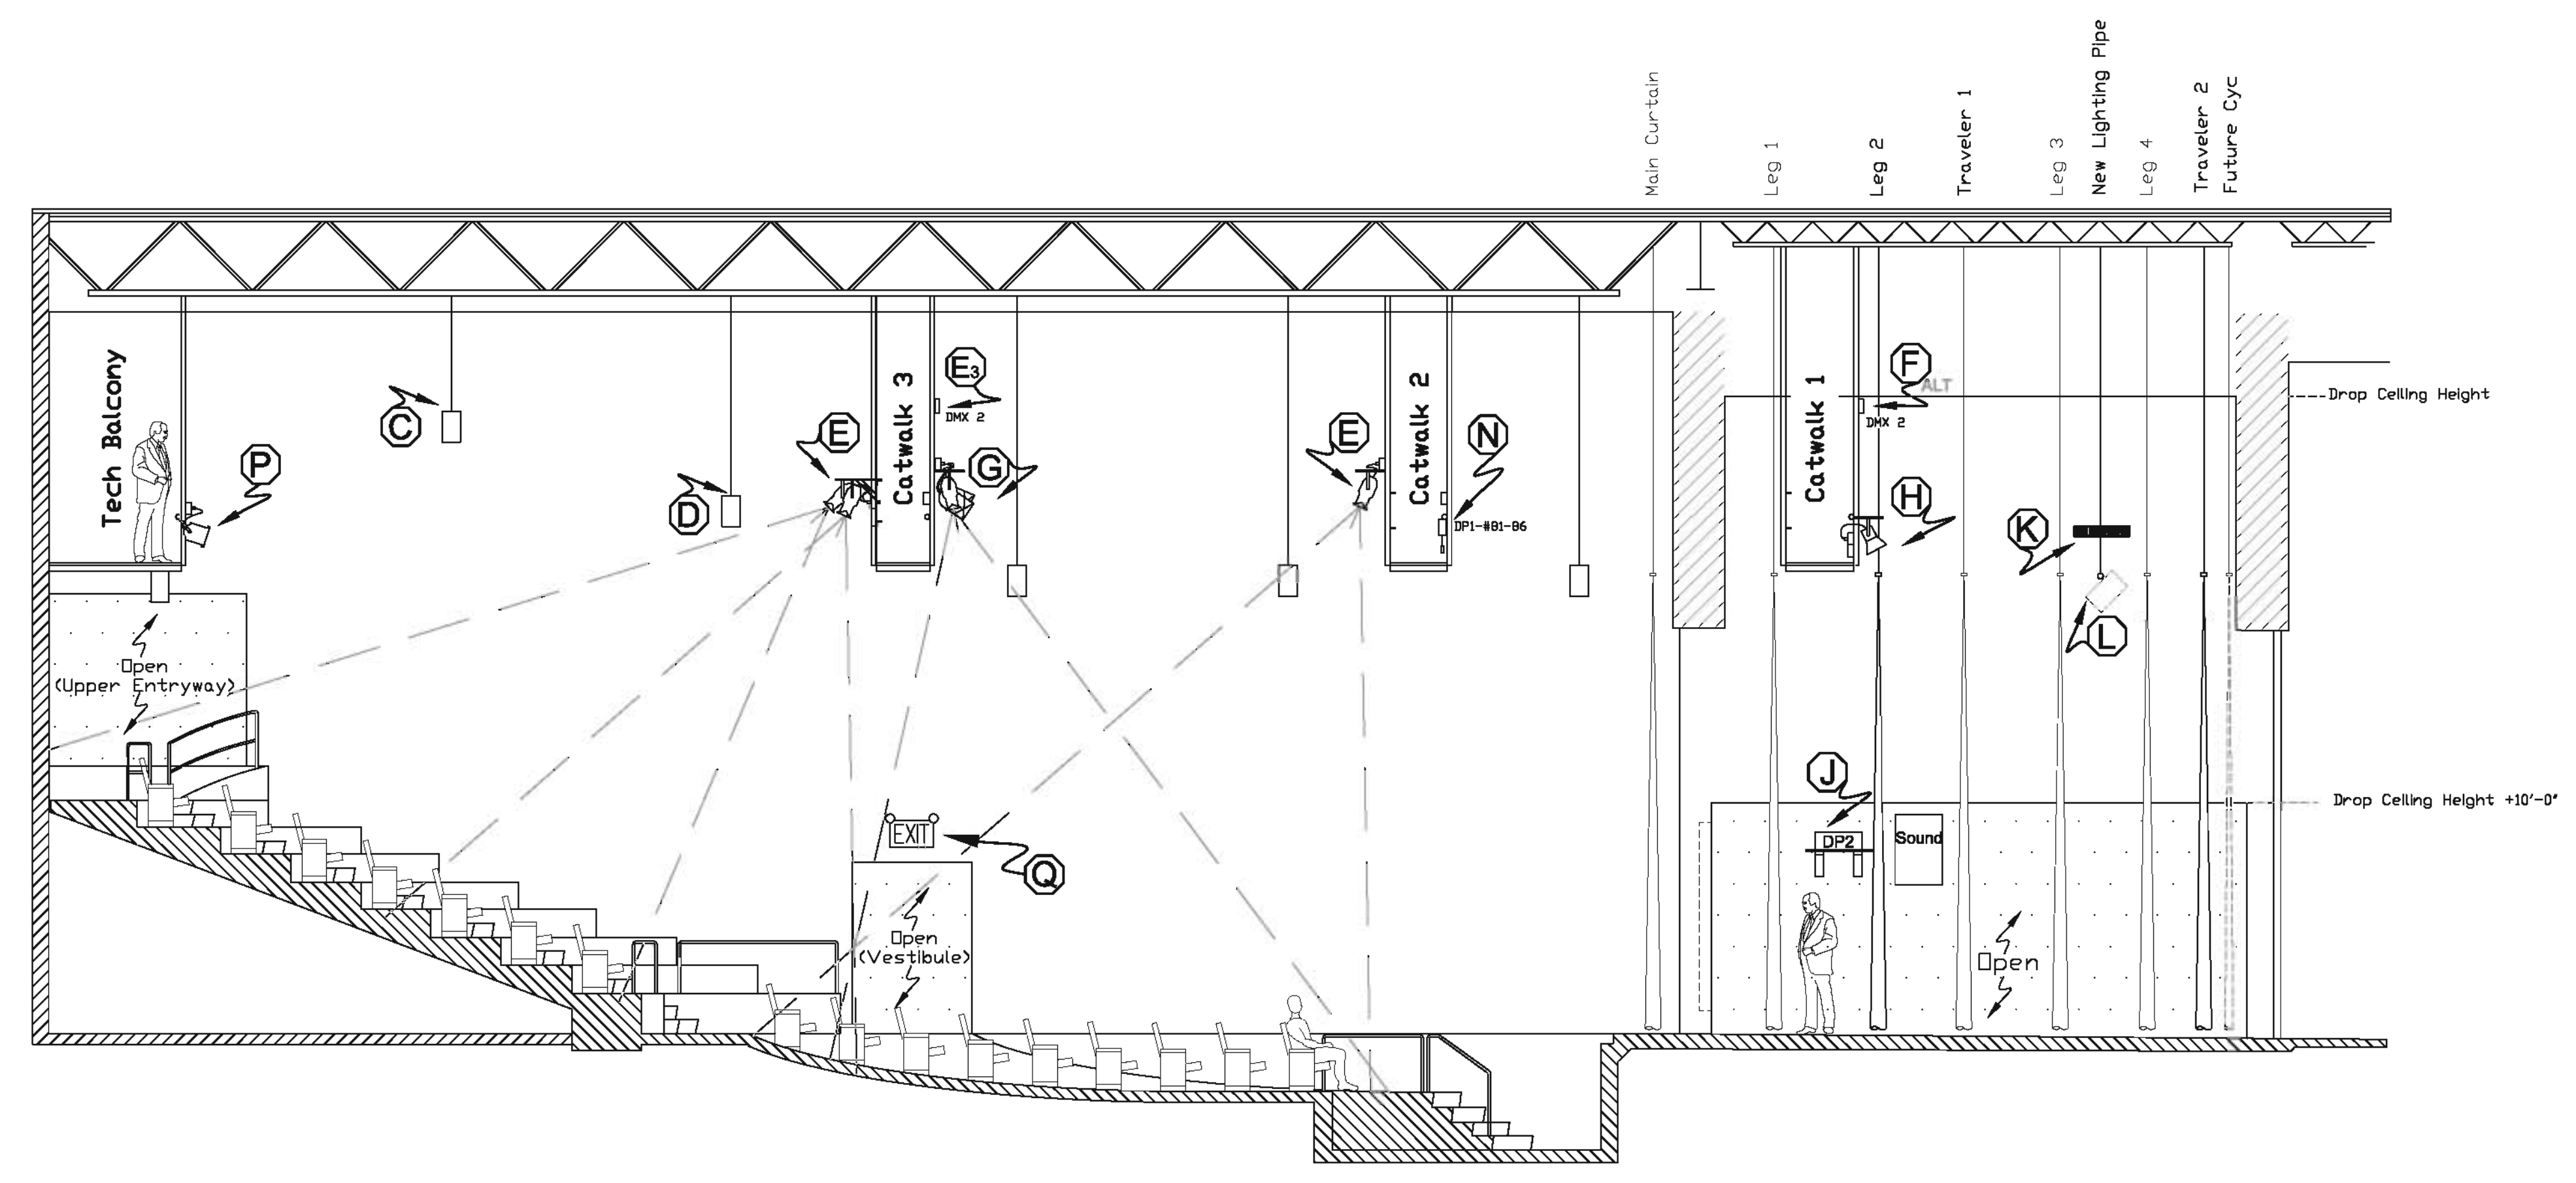 Main Curtain
Leg 1
Leg 2
Traveler 1
Leg 3
New Lighting Pipe
Leg 4
Traveler 2
Future Cyc
Tech Balcony
P
C
D
E
Catwalk 3
E3
DMX 2
G
E
Catwalk 2
N
DP1-#81-86
Catwalk 1
F
ALT
DMX 2
H
K
L
Drop Ceiling Height
Open
(Upper Entryway)
EXIT
Q
Open
(Vestibule)
J
DP2
Sound
Open
Drop Ceiling Height +10'-0"